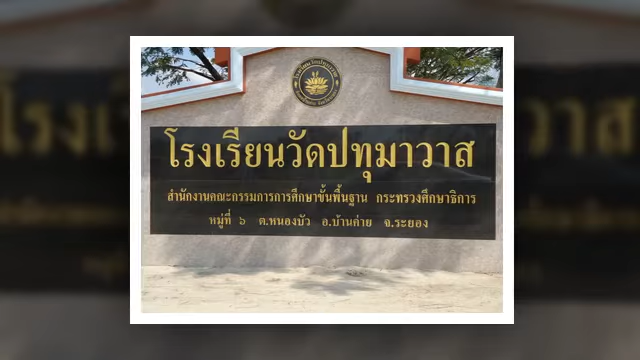 โรงเรียนวัดปทุมาวาส
สำนักงานคณะกรรมการการศึกษาขั้นพื้นฐาน กระทรวงศึกษาธิการ
หมู่ที่ ๖ ต.หนองบัว อ.บ้านค่าย จ.ระยอง